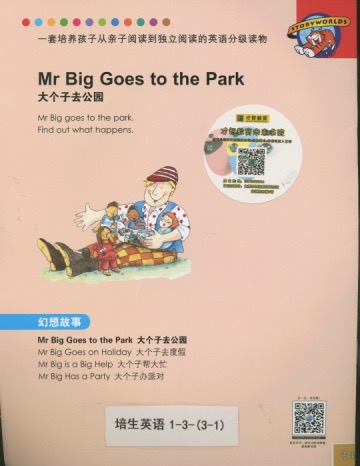 STORYWORLDS
一套培养孩子从亲子阅读到独立阅读的英语分级读物
Mr Big Goes to the Park
大个子去公园
Mr Big goes to the park.
Find out what happens.
幻想故事
Mr Big Goes to the Park 大个子去公园
Mr Big Goes on Holiday 大个子去度假
Mr Big is a Big Help 大个子帮大忙
Mr Big Has a Party 大个子办派对
培生英语 1-3-(3-1)